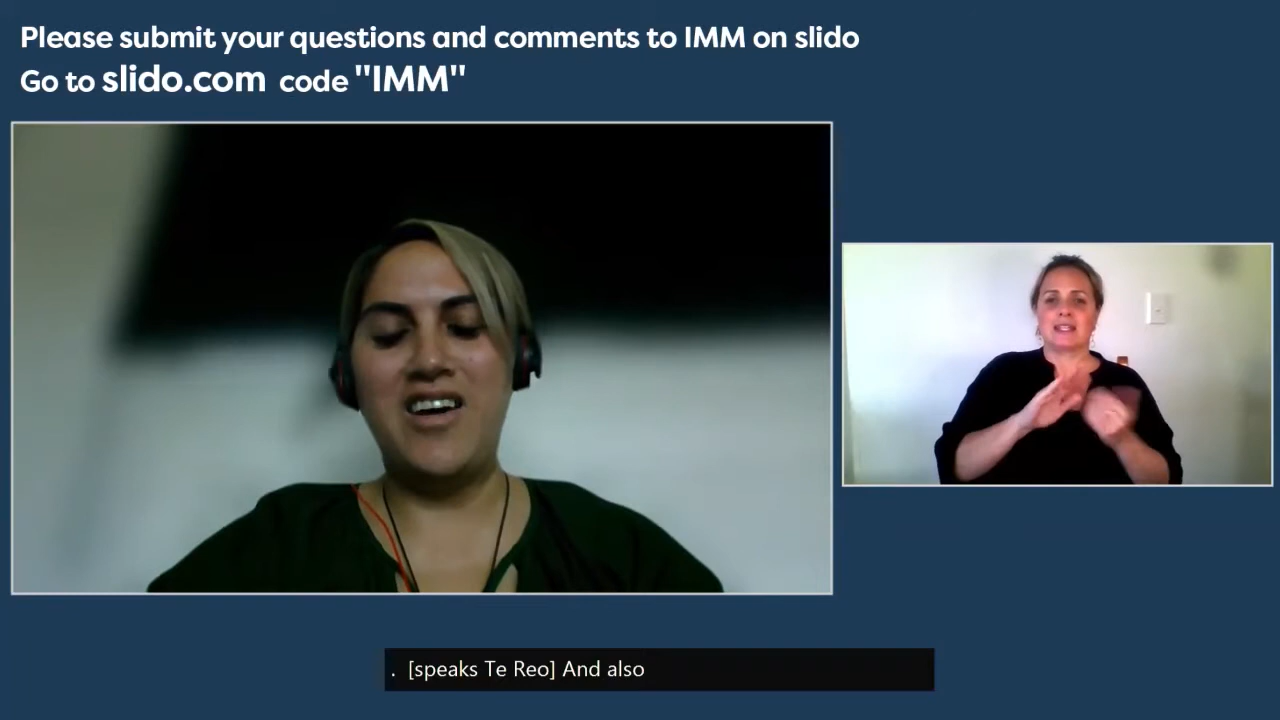 Please submit your questions and comments to IMM on slido
Go to slido.com code "IMM"
. [speaks Te Reo] And also